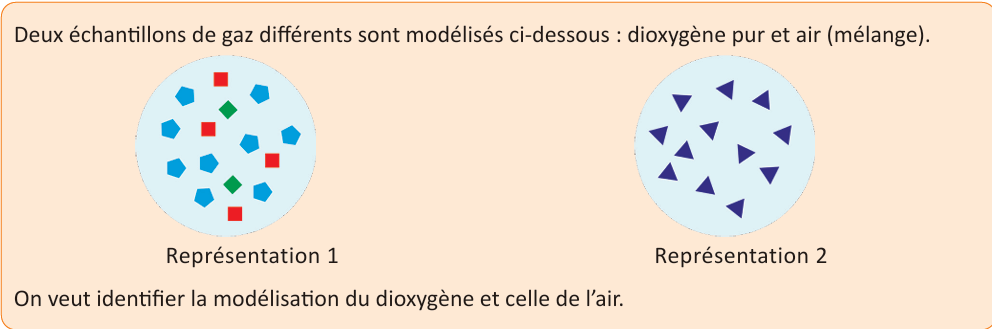 Deux échantillons de gaz différents sont modélisés ci-dessous : dioxygène pur et air (mélange).
Représentation 1
Représentation 2
On veut identifier la modélisation du dioxygène et celle de l’air.